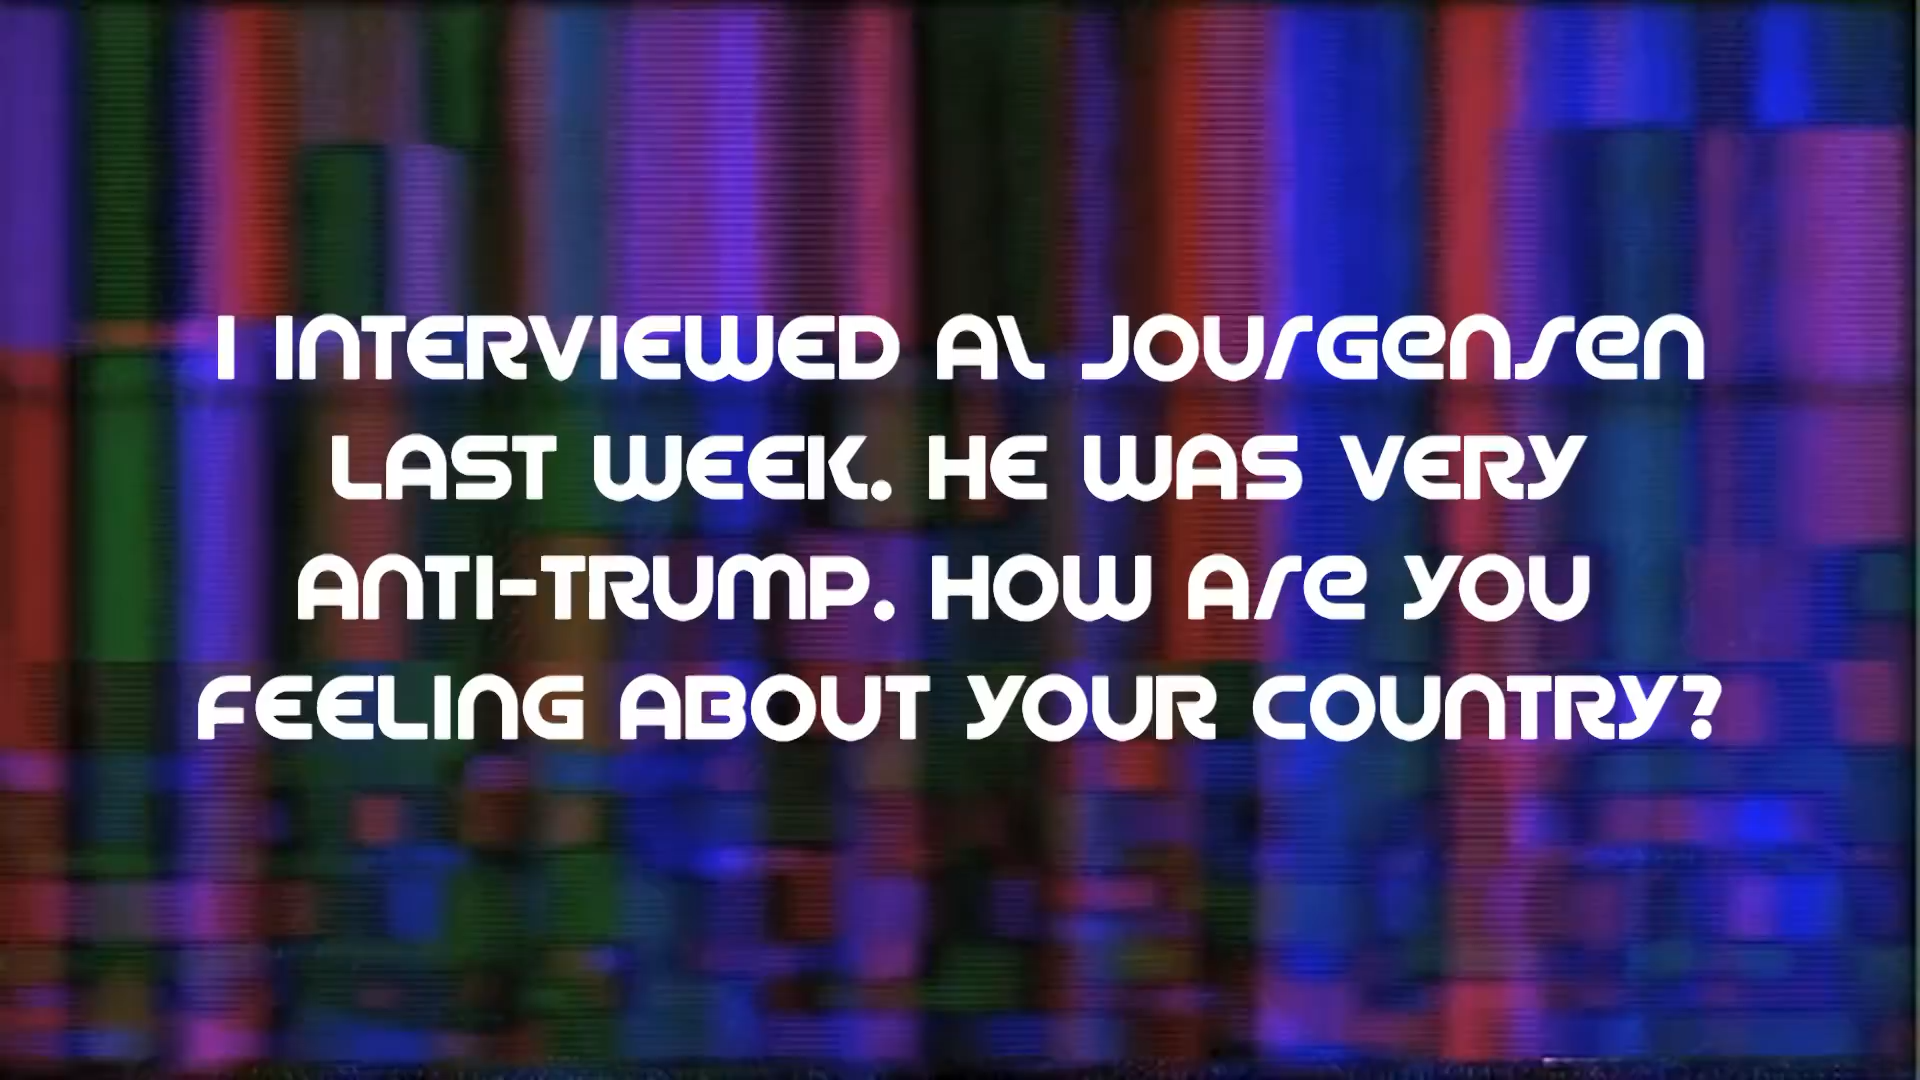 I INTERVIEWED Al JOUrGenSen
LAST WEEK. HE WAS VERY
ANTI-TRUMP. HOW Are YOU
FEELING ABOUT YOUR COUNTRY?